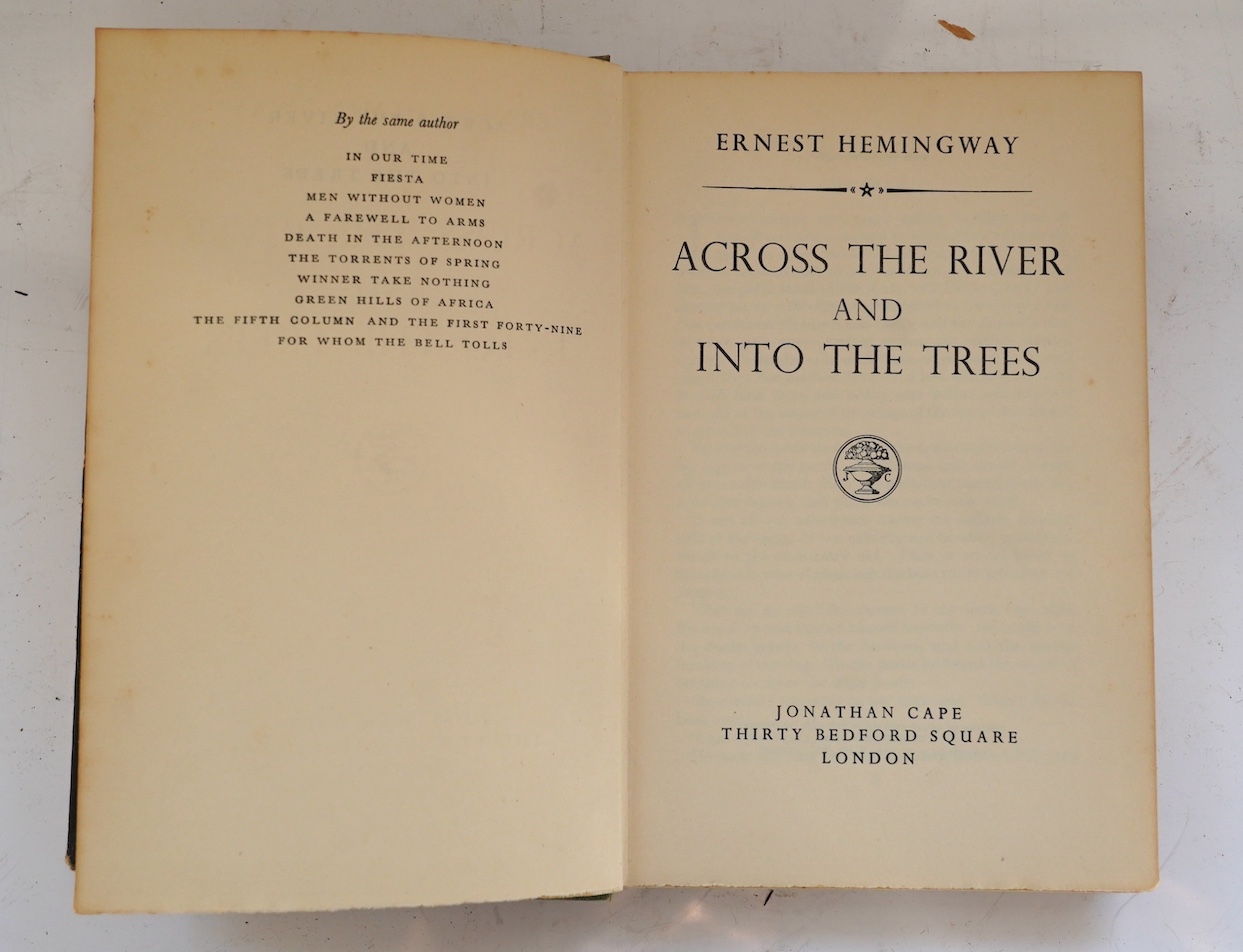 By the same author
IN OUR TIME
FIESTA
MEN WITHOUT WOMEN
A FAREWELL TO ARMS
DEATH IN THE AFTERNOON
THE TORRENTS OF SPRING
WINNER TAKE NOTHING
GREEN HILLS OF AFRICA
THE FIFTH COLUMN AND THE FIRST FORTY-NINE
FOR WHOM THE BELL TOLLS
ERNEST HEMINGWAY
ACROSS THE RIVER
AND
INTO THE TREES
J C
JONATHAN CAPE
THIRTY BEDFORD SQUARE
LONDON